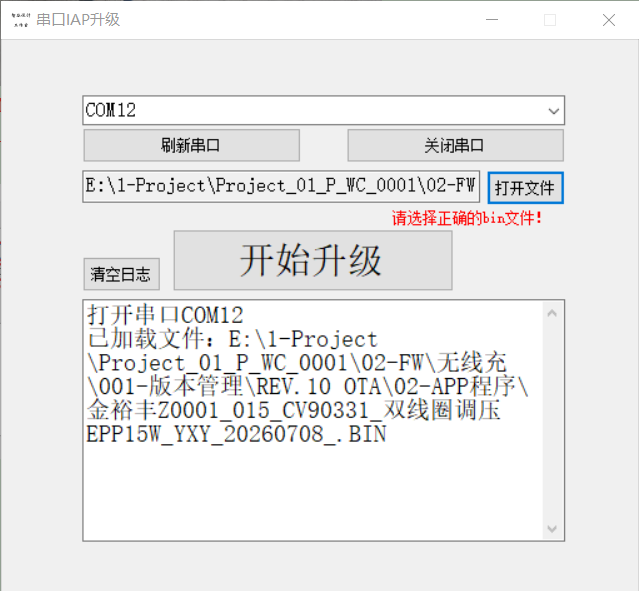 串口IAP升级
COM12
刷新串口 关闭串口
E:\1-Project\Project_01_P_WC_0001\02-FW 打开文件
请选择正确的bin文件!
清空日志 开始升级
打开串口COM12
已加载文件: E:\1-Project
\Project_01_P_WC_0001\02-FW\无线充
\001-版本管理\REV.10 OTA\02-APP程序\
金裕丰Z0001_015_CV90331_双线圈调压
EPP15W_YXY_20260708_.BIN